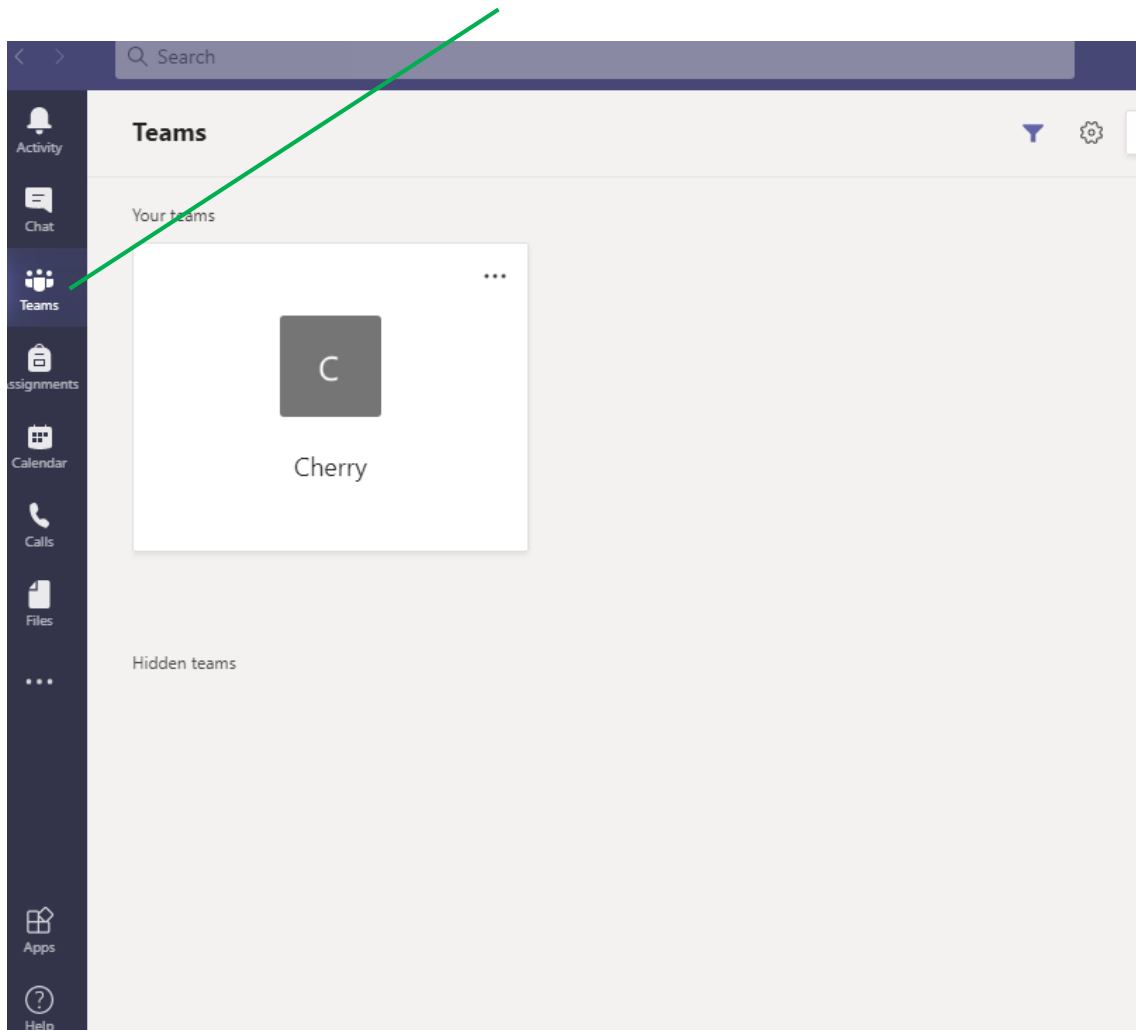 Search
Activity
Teams
Chat
Your teams
Teams
C
Cherry
ssignments
Calendar
Calls
Files
Hidden teams
Apps
Help